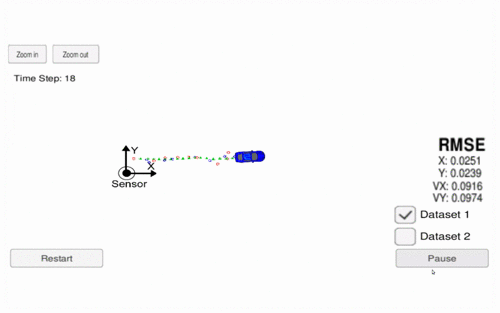 Zoom in Zoom out
Time Step: 18
Y
X
Sensor
RMSE
X: 0.0251
Y: 0.0239
VX: 0.0916
VY: 0.0974
Dataset 1
Dataset 2
Restart
Pause